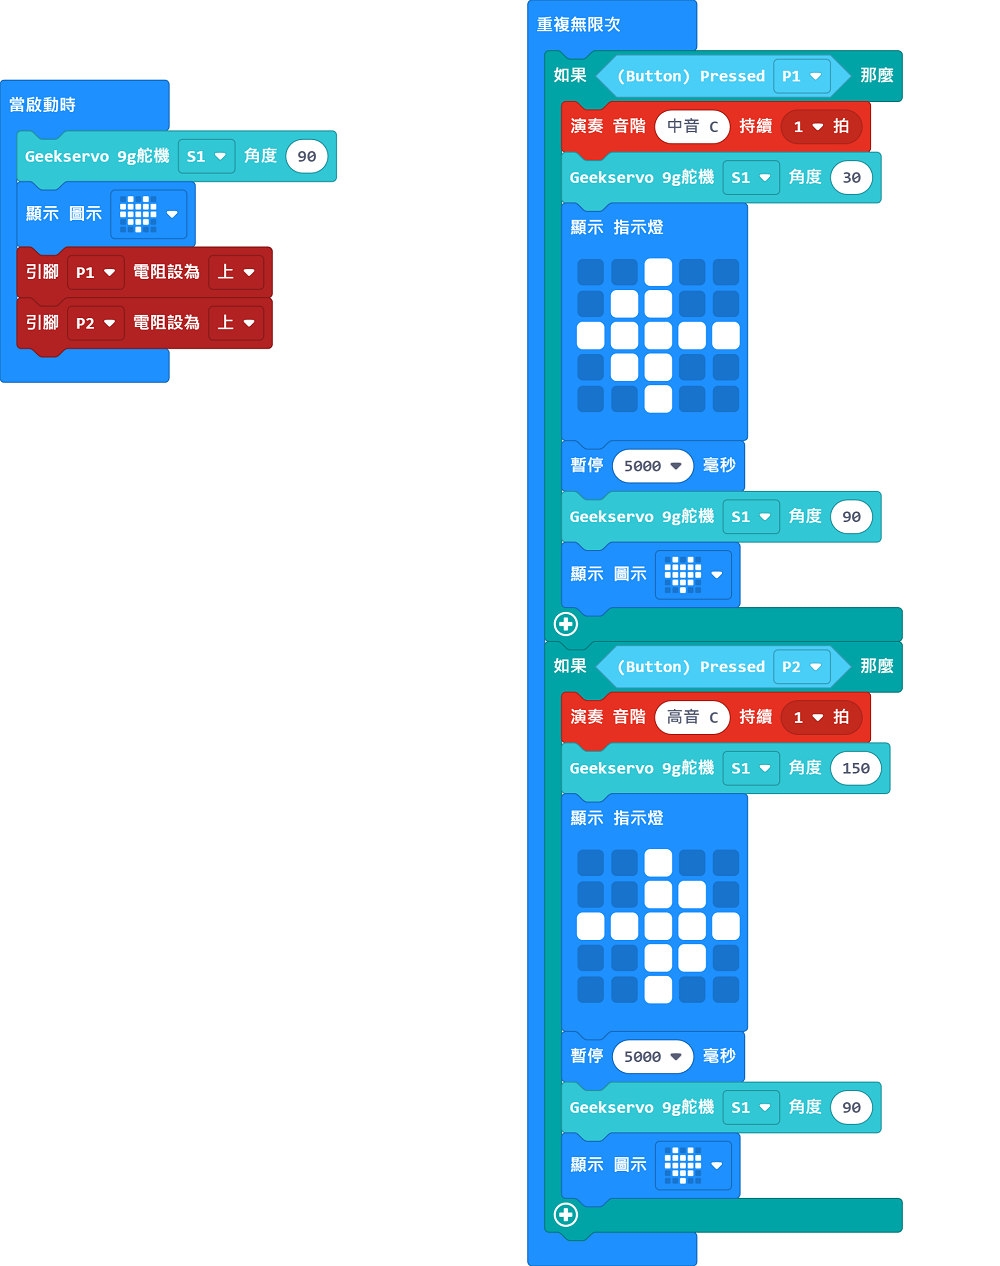 當啟動時
Geekservo 9g舵機 S1 角度 90
顯示 圖示
引腳 P1 電阻設為 上
引腳 P2 電阻設為 上
重複無限次
如果 (Button) Pressed P1 那麼
演奏 音階 中音 C 持續 1 拍
Geekservo 9g舵機 S1 角度 30
顯示 指示燈
暫停 5000 毫秒
Geekservo 9g舵機 S1 角度 90
顯示 圖示
如果 (Button) Pressed P2 那麼
演奏 音階 高音 C 持續 1 拍
Geekservo 9g舵機 S1 角度 150
顯示 指示燈
暫停 5000 毫秒
Geekservo 9g舵機 S1 角度 90
顯示 圖示